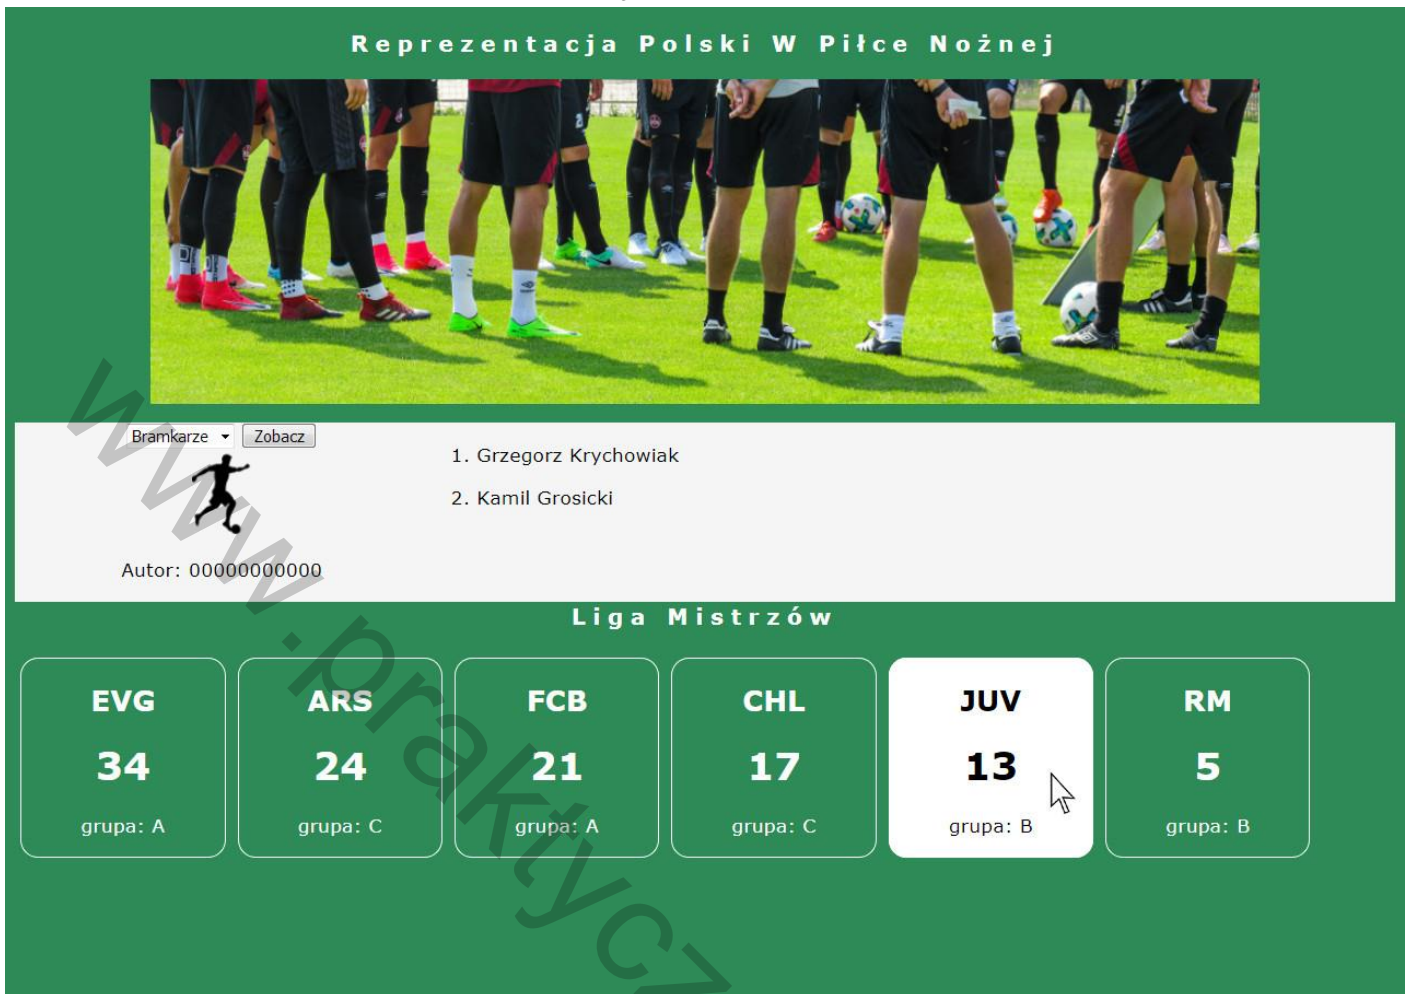 Reprezentacja Polski W Piłce Nożnej
Bramkarze Zobacz
1. Grzegorz Krychowiak
2. Kamil Grosicki
Autor: 00000000000
Liga Mistrzów
EVG ARS FCB CHL JUV RM
34 24 21 17 13 5
grupa: A grupa: C grupa: A grupa: C grupa: B grupa: B
www.praktycz